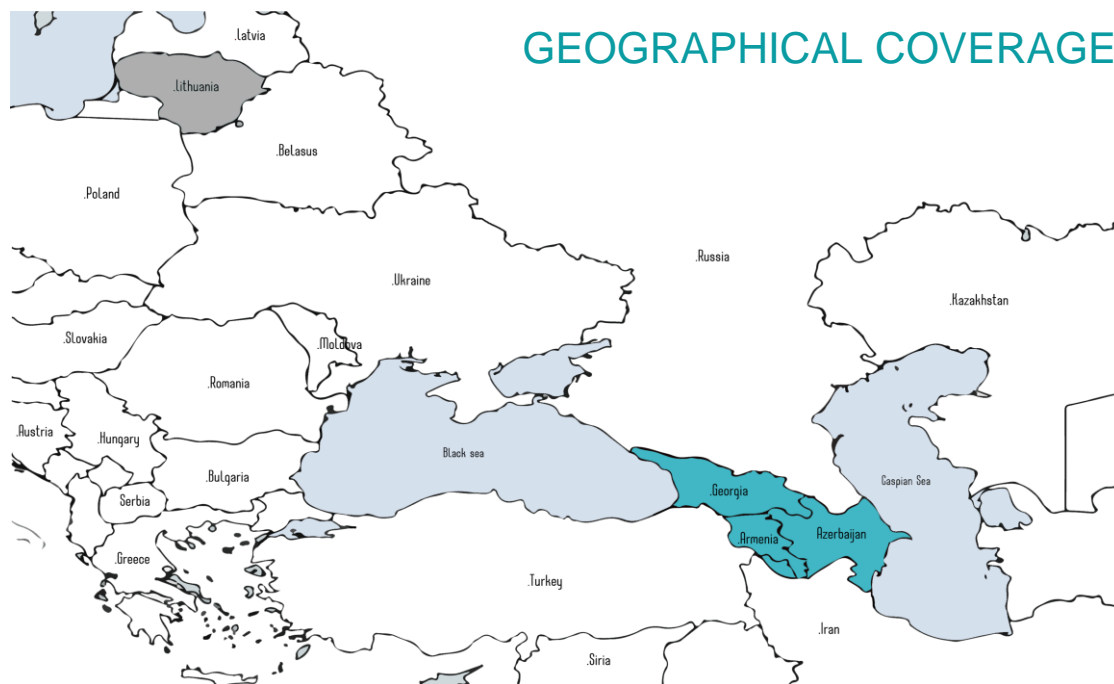 GEOGRAPHICAL COVERAGE
.Latvia
.Lithuania
.Belasus
.Poland
.Russia
.Ukraine
.Kazakhstan
.Slovakia
.Moldova
.Romania
.Austria
.Hungary
Black sea
.Bulgaria
Caspian Sea
.Georgia
Serbia
Azerbaijan
.Armenia
.Greece
.Turkey
.Iran
.Siria